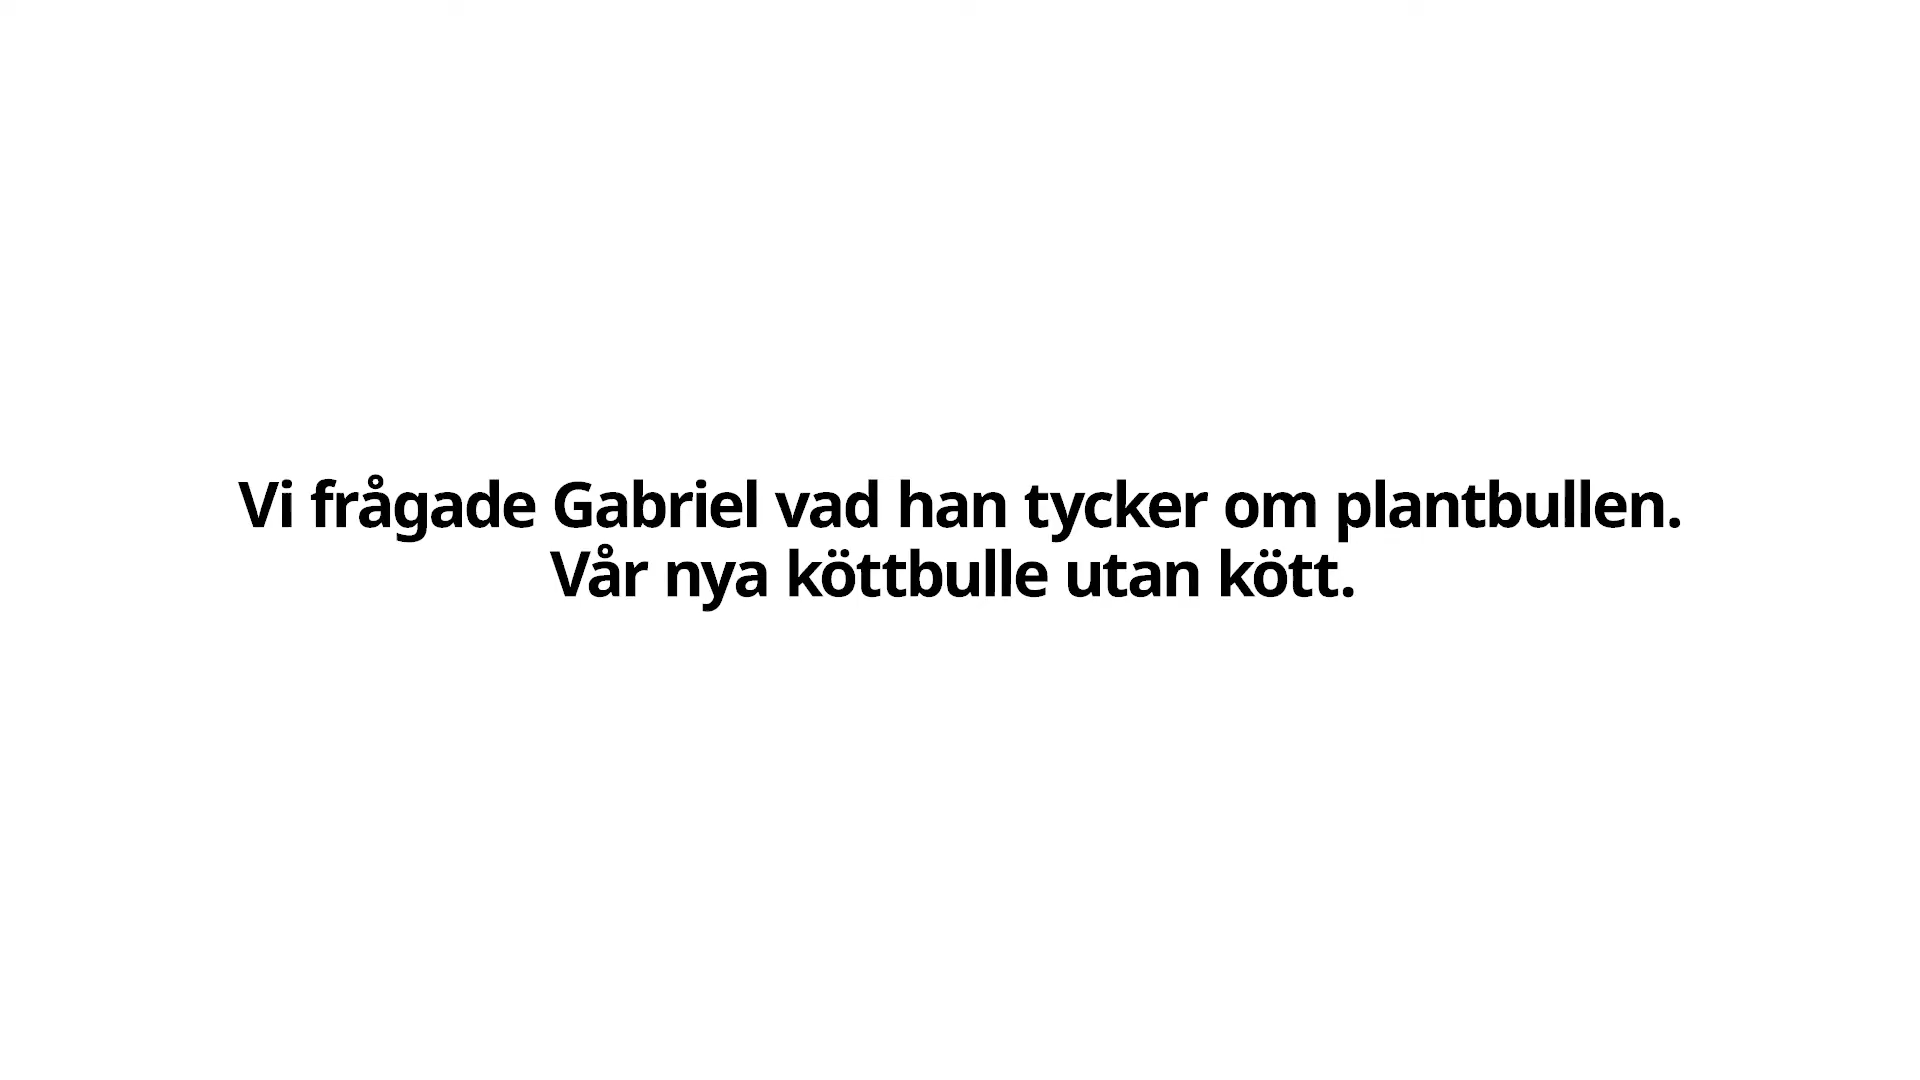 Vi frågade Gabriel vad han tycker om plantbullen.
Vår nya köttbulle utan kött.